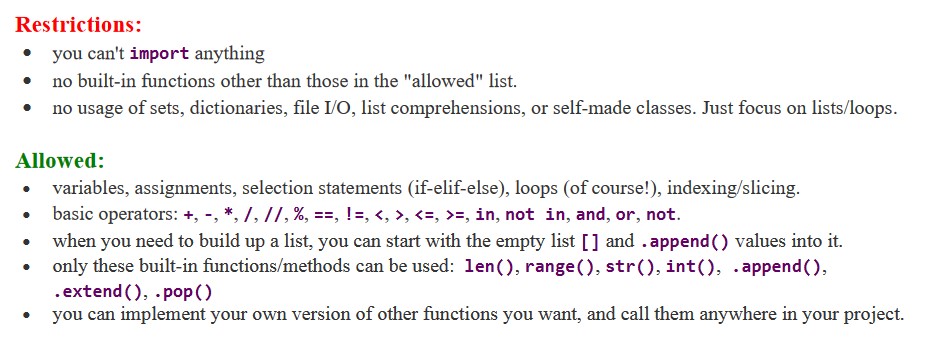 Restrictions:
• you can't import anything
• no built-in functions other than those in the "allowed" list.
• no usage of sets, dictionaries, file I/O, list comprehensions, or self-made classes. Just focus on lists/loops.
Allowed:
• variables, assignments, selection statements (if-elif-else), loops (of course!), indexing/slicing.
• basic operators: +, -, *, /, //, %, ==, !=, <, >, <=, >=, in, not in, and, or, not.
• when you need to build up a list, you can start with the empty list [] and .append() values into it.
• only these built-in functions/methods can be used: len(), range(), str(), int(), .append(),
.extend(), .pop()
• you can implement your own version of other functions you want, and call them anywhere in your project.